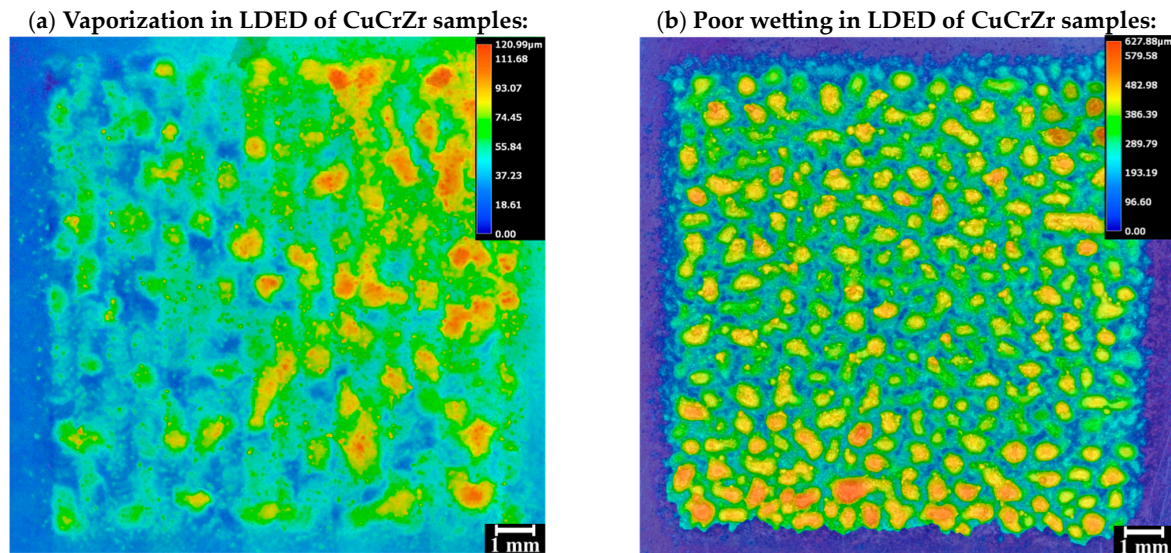 (a) Vaporization in LDED of CuCrZr samples:
120.99μm
111.68
93.07
74.45
55.84
37.23
18.61
0.00
1 mm
(b) Poor wetting in LDED of CuCrZr samples:
627.88μm
579.58
482.98
386.39
289.79
193.19
96.60
0.00
1 mm